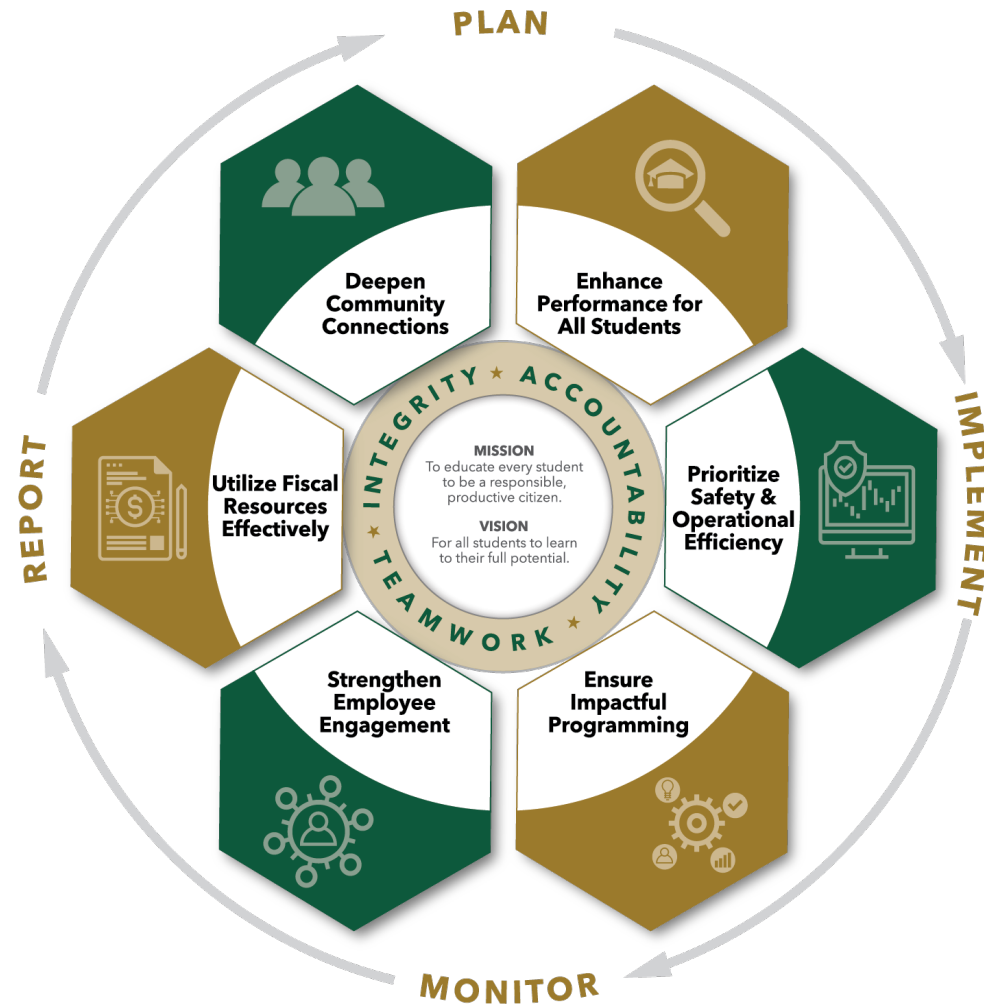 PLAN
Deepen
Community
Connections
Enhance
Performance for
All Students
IMPLEMENT
REPORT
Utilize Fiscal
Resources
Effectively
INTEGRITY ★ ACCOUNTABILITY ★ TEAMWORK ★
MISSION
To educate every student
to be a responsible,
productive citizen.
VISION
For all students to learn
to their full potential.
Prioritize
Safety &
Operational
Efficiency
$
Strengthen
Employee
Engagement
Ensure
Impactful
Programming
MONITOR